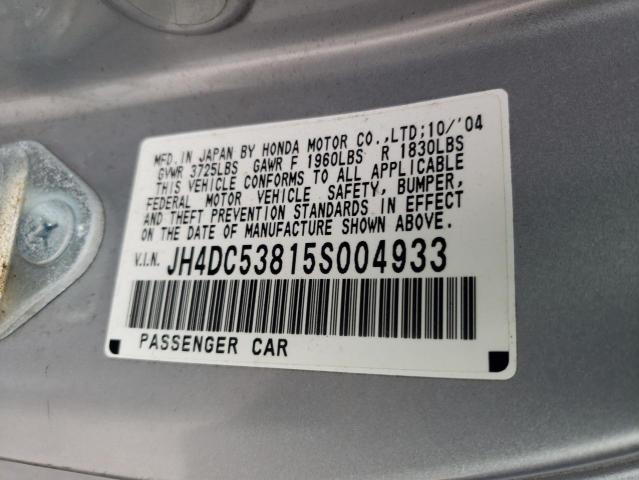 MFD.IN JAPAN BY HONDA MOTOR CO.,LTD;10/'04
GVWR 3725LBS GAWR F 1960LBS R 1830LBS
THIS VEHICLE CONFORMS TO ALL APPLICABLE
FEDERAL MOTOR VEHICLE SAFETY, BUMPER,
AND THEFT PREVENTION STANDARDS IN EFFECT
ON THE DATE OF MANUFACTURE SHOWN ABOVE.
V.I.N. JH4DC53815S004933
PASSENGER CAR